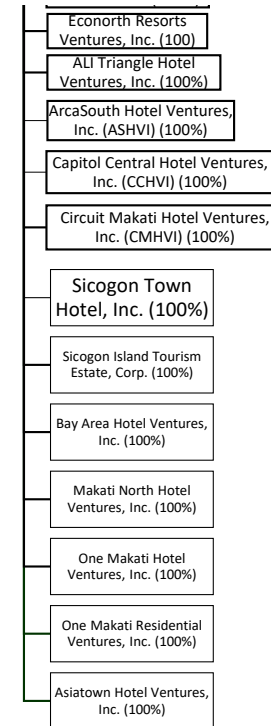 Econorth Resorts
Ventures, Inc. (100)
ALI Triangle Hotel
Ventures, Inc. (100%)
ArcaSouth Hotel Ventures,
Inc. (ASHVI) (100%)
Capitol Central Hotel Ventures,
Inc. (CCHVI) (100%)
Circuit Makati Hotel Ventures,
Inc. (CMHVI) (100%)
Sicogon Town
Hotel, Inc. (100%)
Sicogon Island Tourism
Estate, Corp. (100%)
Bay Area Hotel Ventures,
Inc. (100%)
Makati North Hotel
Ventures, Inc. (100%)
One Makati Hotel
Ventures, Inc. (100%)
One Makati Residential
Ventures, Inc. (100%)
Asiatown Hotel Ventures,
Inc. (100%)